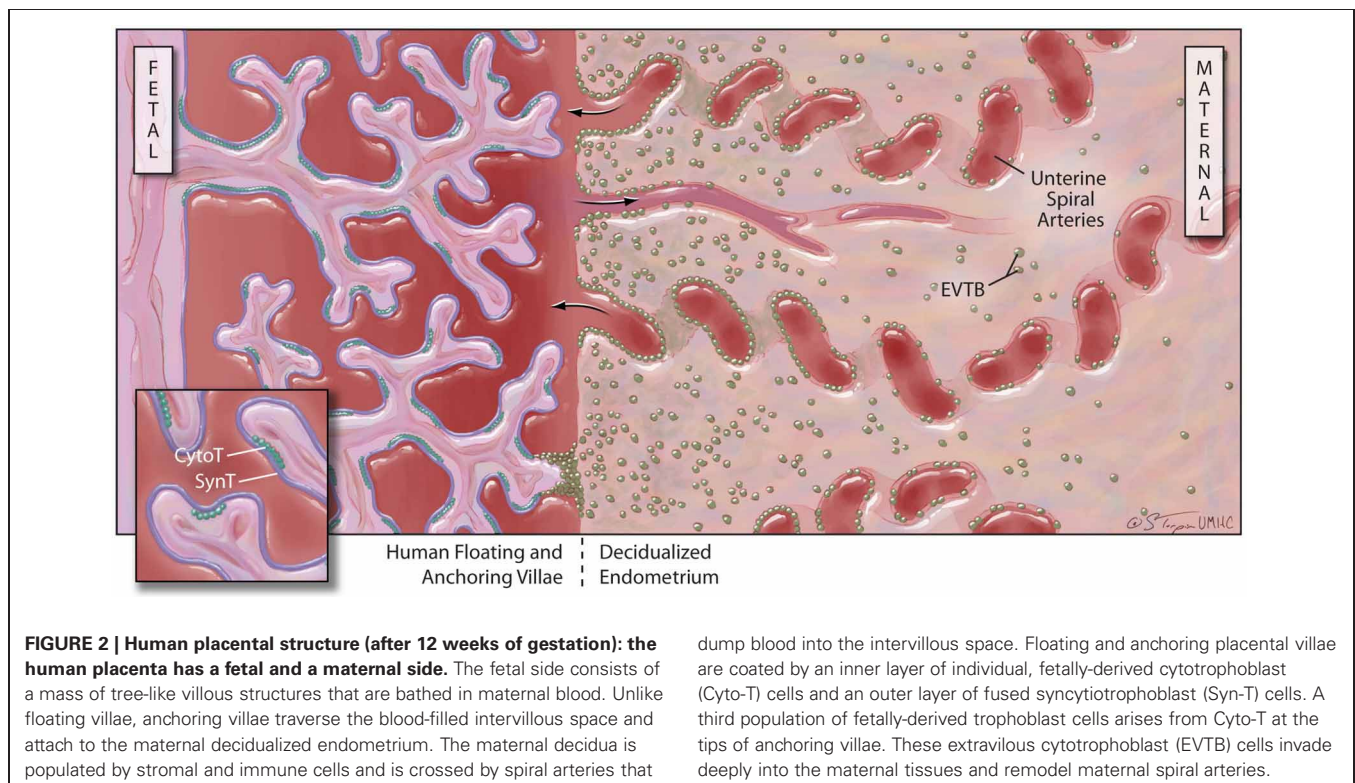 FETAL
MATERNAL
Unterine
Spiral
Arteries
EVTB
CytoT
SynT
UMHC
Human Floating and
Anchoring Villae
Decidualized
Endometrium
FIGURE 2 | Human placental structure (after 12 weeks of gestation): the
human placenta has a fetal and a maternal side. The fetal side consists of
a mass of tree-like villous structures that are bathed in maternal blood. Unlike
floating villae, anchoring villae traverse the blood-filled intervillous space and
attach to the maternal decidualized endometrium. The maternal decidua is
populated by stromal and immune cells and is crossed by spiral arteries that
dump blood into the intervillous space. Floating and anchoring placental villae
are coated by an inner layer of individual, fetally-derived cytotrophoblast
(Cyto-T) cells and an outer layer of fused syncytiotrophoblast (Syn-T) cells. A
third population of fetally-derived trophoblast cells arises from Cyto-T at the
tips of anchoring villae. These extravilous cytotrophoblast (EVTB) cells invade
deeply into the maternal tissues and remodel maternal spiral arteries.